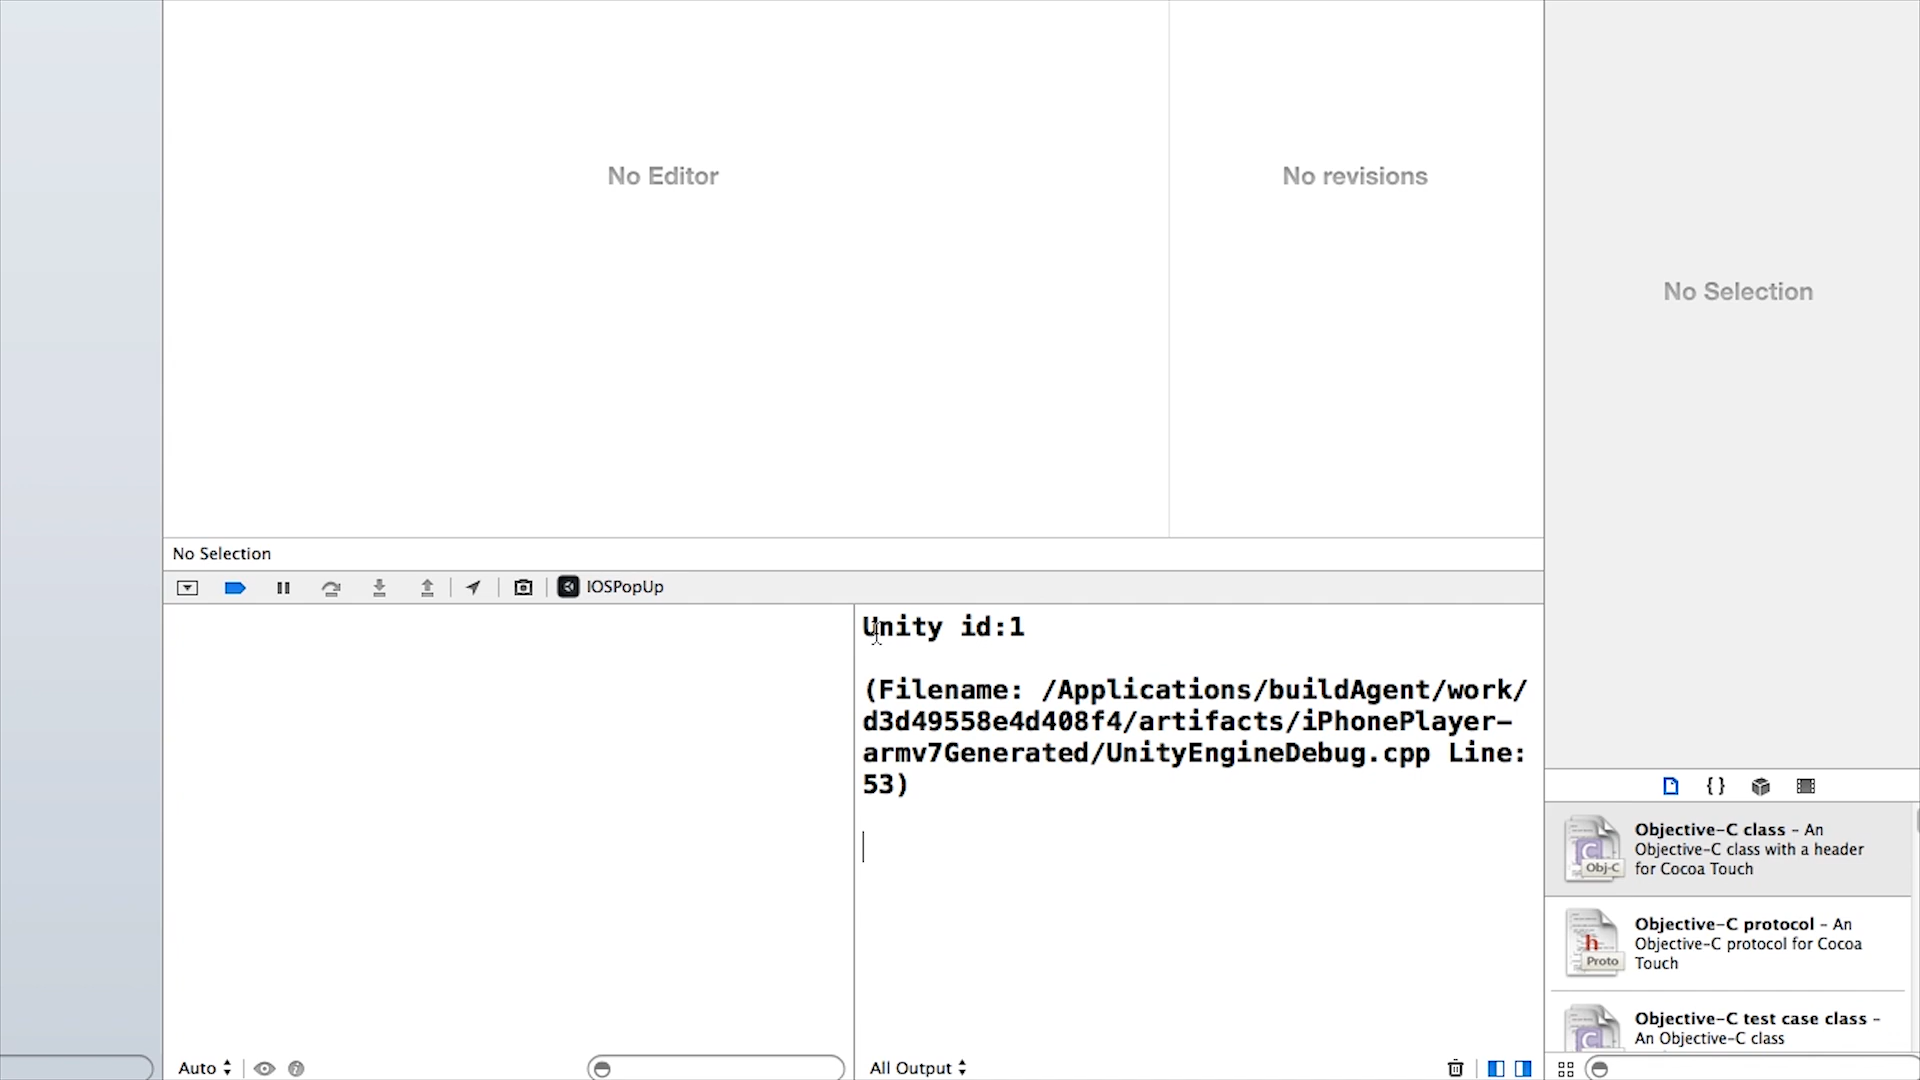 No Editor
No revisions
No Selection
No Selection
IOSPopUp
Unity id:1
(Filename: /Applications/buildAgent/work/
d3d49558e4d408f4/artifacts/iPhonePlayer-
armv7Generated/UnityEngineDebug.cpp Line:
53)
{ }
C
Obj-C
Objective-C class - An
Objective-C class with a header
for Cocoa Touch
h
Proto
Objective-C protocol - An
Objective-C protocol for Cocoa
Touch
Objective-C test case class -
An Objective-C class
Auto
All Output